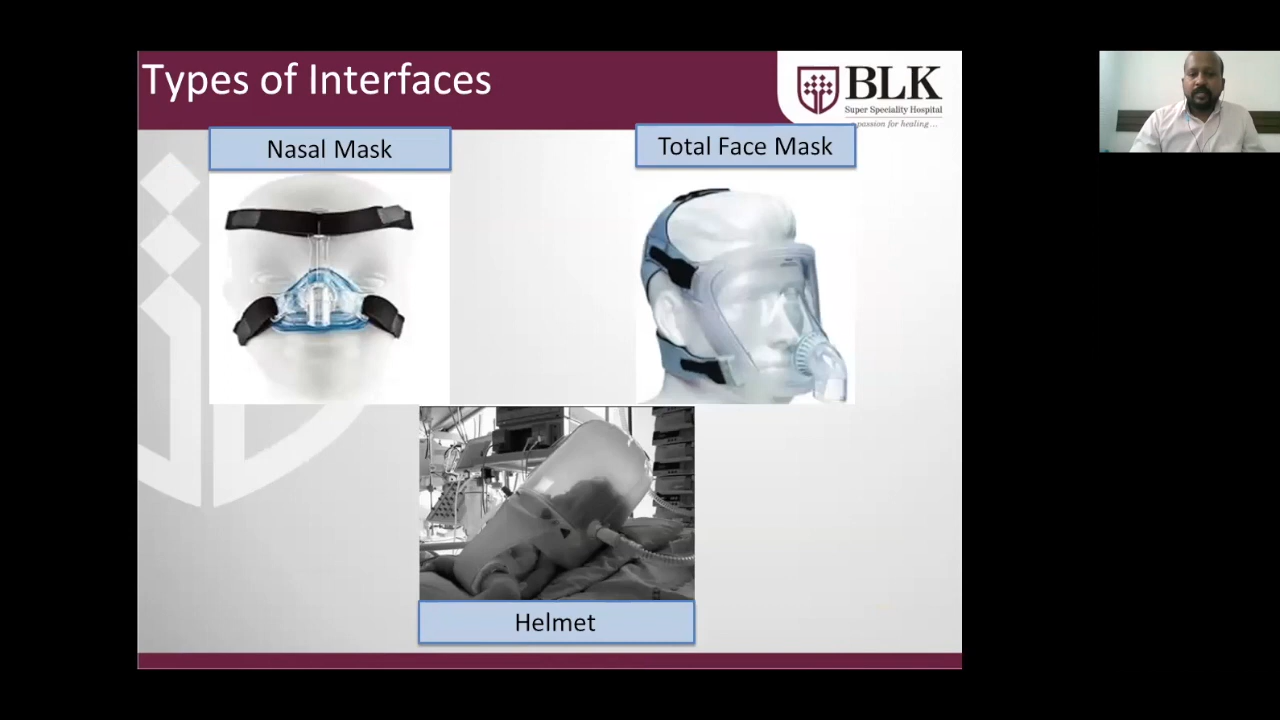 Types of Interfaces
BLK
Super Speciality Hospital
a passion for healing...
Nasal Mask
Total Face Mask
Helmet